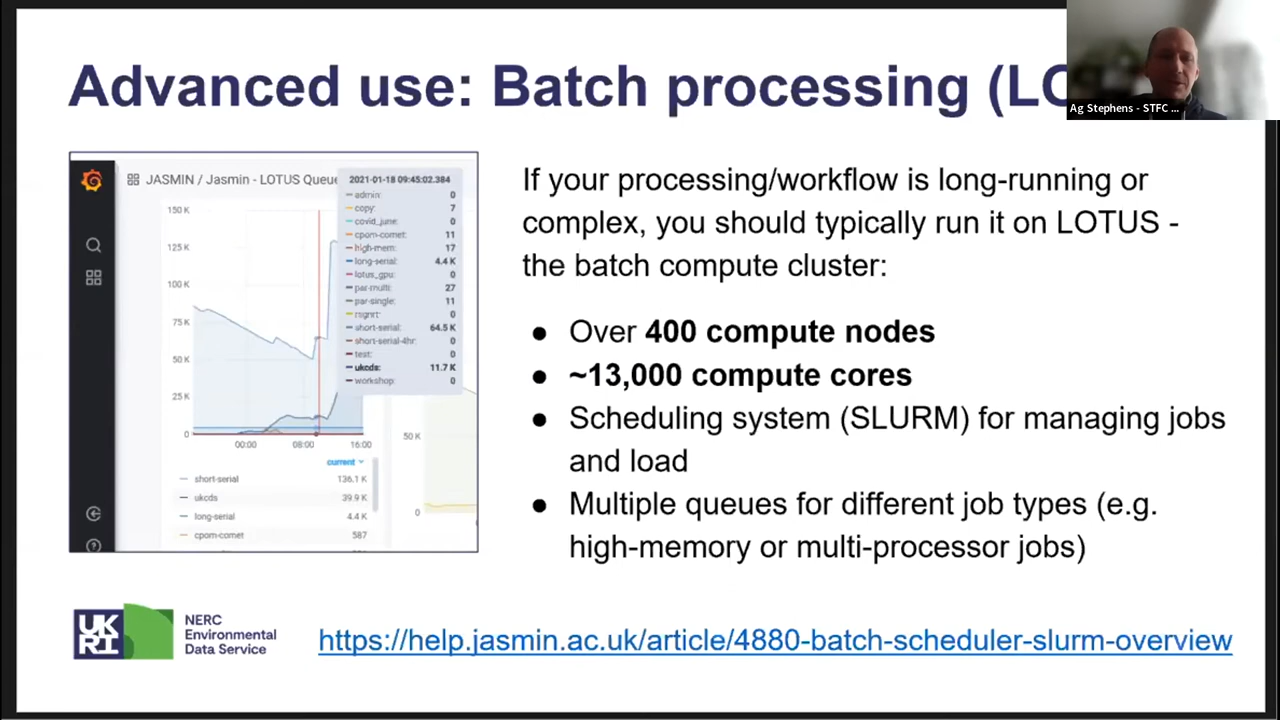 Advanced use: Batch processing (LO
Ag Stephens - STFC ...
JASMIN / Jasmin - LOTUS Queue
2021-01-18 09:45:02.384
admin: 0
copy: 7
covid_june: 0
cpom-comet: 11
high-mem: 17
long-serial: 4.4 K
lotus_gpu: 0
par-multi: 27
par-single: 11
rsgnrt: 0
short-serial: 64.5 K
short-serial-4hr: 0
test: 0
ukcds: 11.7 K
workshop: 0
150 K
125 K
100 K
75 K
50 K
25 K
0
00:00 08:00 16:00
50 K
0
current
short-serial 136.1 K
ukcds 39.9 K
long-serial 4.4 K
cpom-comet 587
If your processing/workflow is long-running or
complex, you should typically run it on LOTUS -
the batch compute cluster:
● Over 400 compute nodes
● ~13,000 compute cores
● Scheduling system (SLURM) for managing jobs
and load
● Multiple queues for different job types (e.g.
high-memory or multi-processor jobs)
UK
RI
NERC
Environmental
Data Service
https://help.jasmin.ac.uk/article/4880-batch-scheduler-slurm-overview